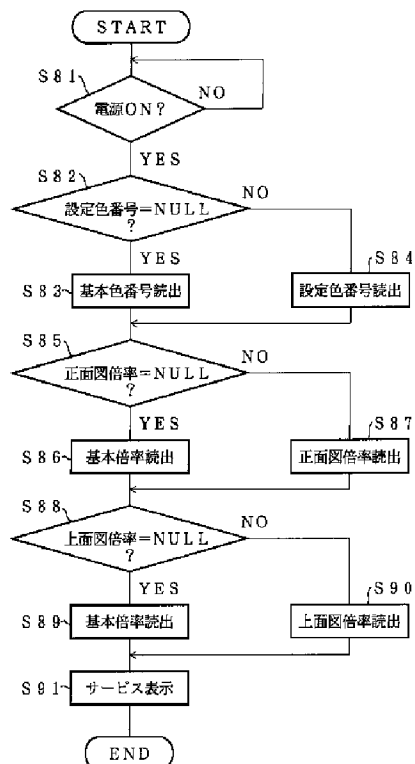 START
S81
電源ON?
NO
YES
S82
設定色番号=NULL
?
NO
YES
S83
基本色番号読出
S84
設定色番号読出
S85
正面図倍率=NULL
?
NO
YES
S86
基本倍率読出
S87
正面図倍率読出
S88
上面図倍率=NULL
?
NO
YES
S89
基本倍率読出
S90
上面図倍率読出
S91
サービス表示
END